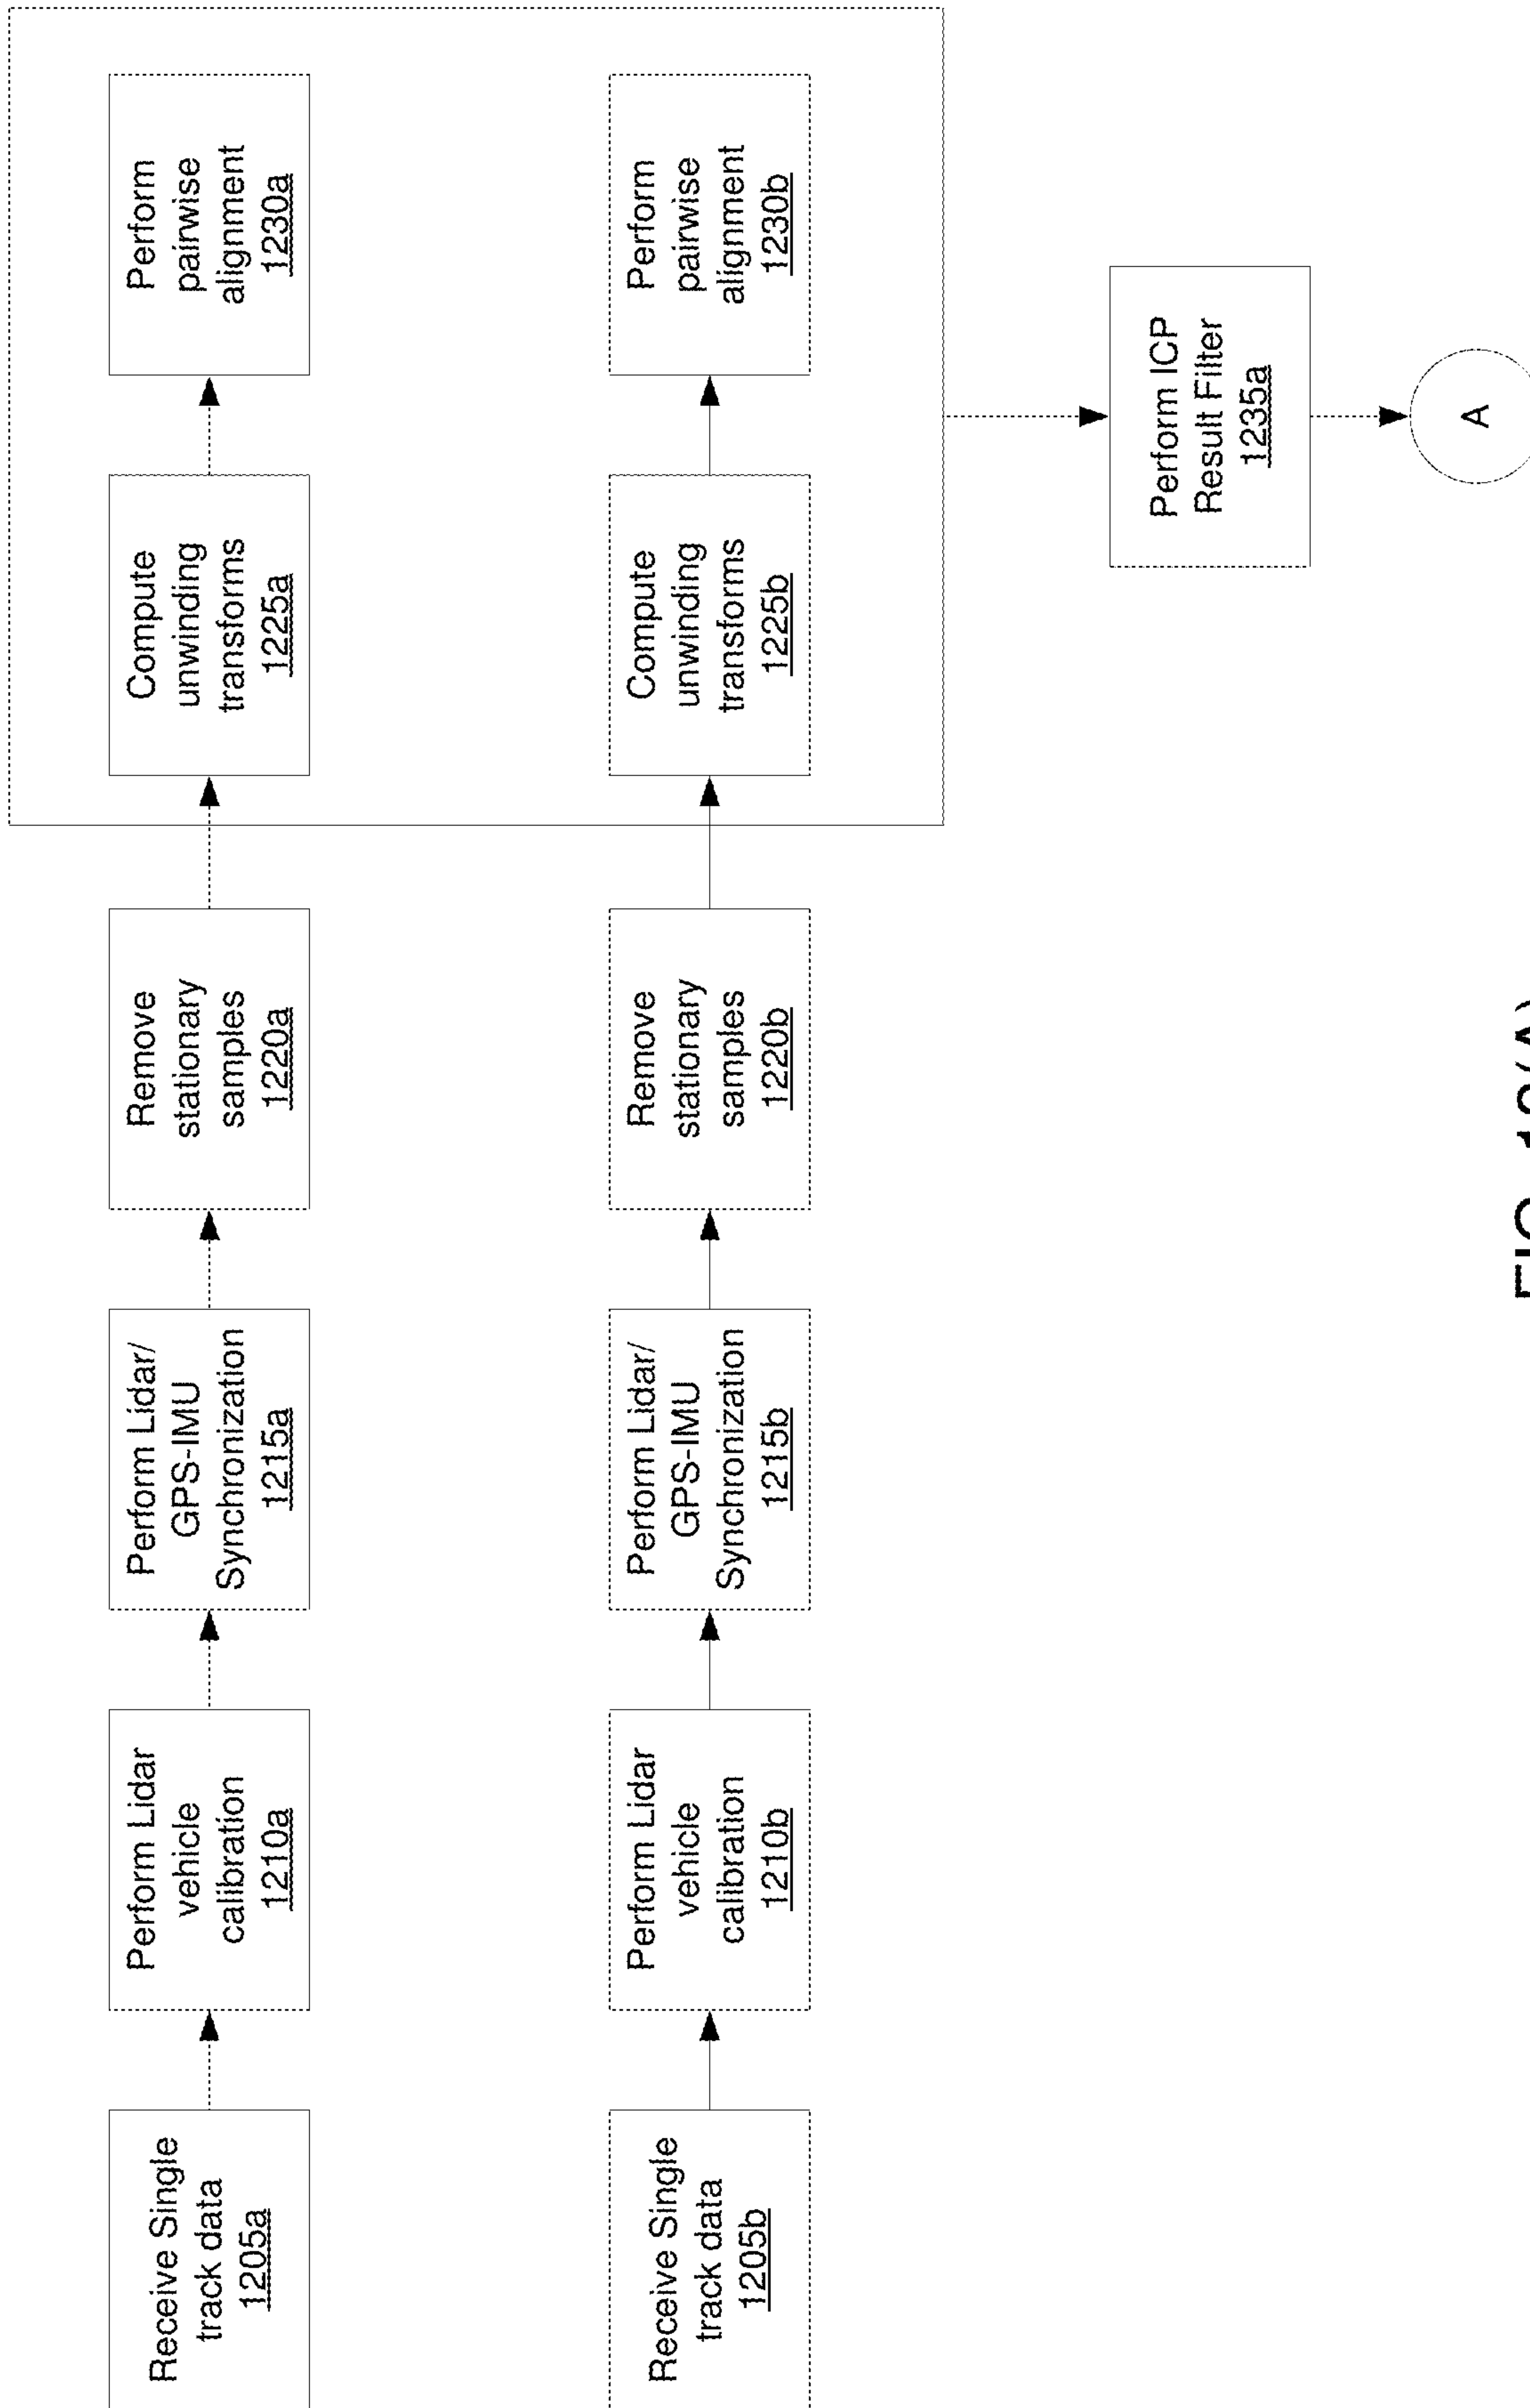 Receive Single
track data
1205a
Perform Lidar
vehicle
calibration
1210a
Perform Lidar/
GPS-IMU
Synchronization
1215a
Remove
stationary
samples
1220a
Compute
unwinding
transforms
1225a
Perform
pairwise
alignment
1230a
Receive Single
track data
1205b
Perform Lidar
vehicle
calibration
1210b
Perform Lidar/
GPS-IMU
Synchronization
1215b
Remove
stationary
samples
1220b
Compute
unwinding
transforms
1225b
Perform
pairwise
alignment
1230b
Perform ICP
Result Filter
1235a
A